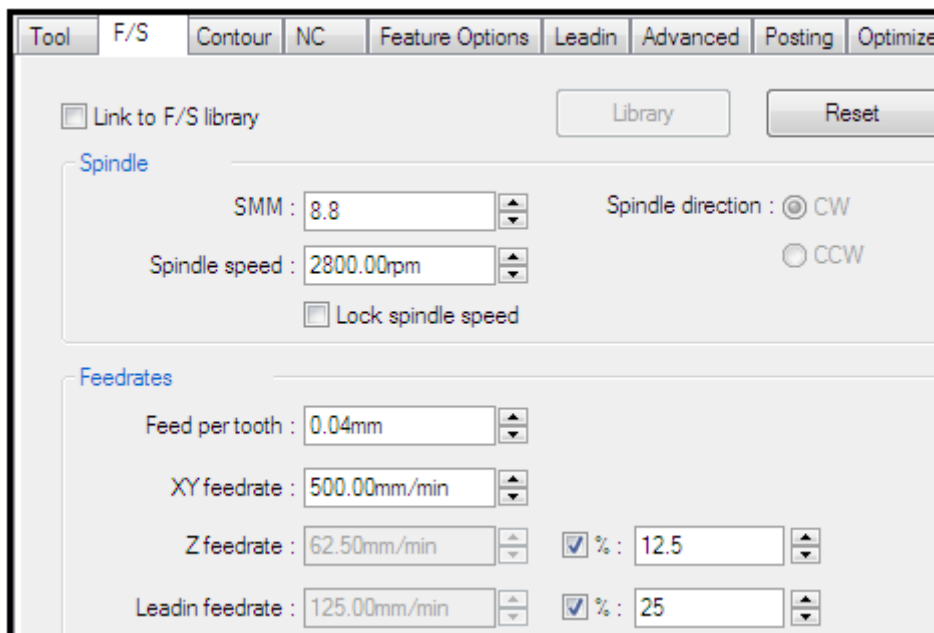 Tool F/S Contour NC Feature Options Leadin Advanced Posting Optimize
Link to F/S library Library Reset
Spindle
SMM : 8.8 Spindle direction : CW
Spindle speed : 2800.00rpm CCW
Lock spindle speed
Feedrates
Feed per tooth : 0.04mm
XY feedrate : 500.00mm/min
Z feedrate : 62.50mm/min % : 12.5
Leadin feedrate : 125.00mm/min % : 25